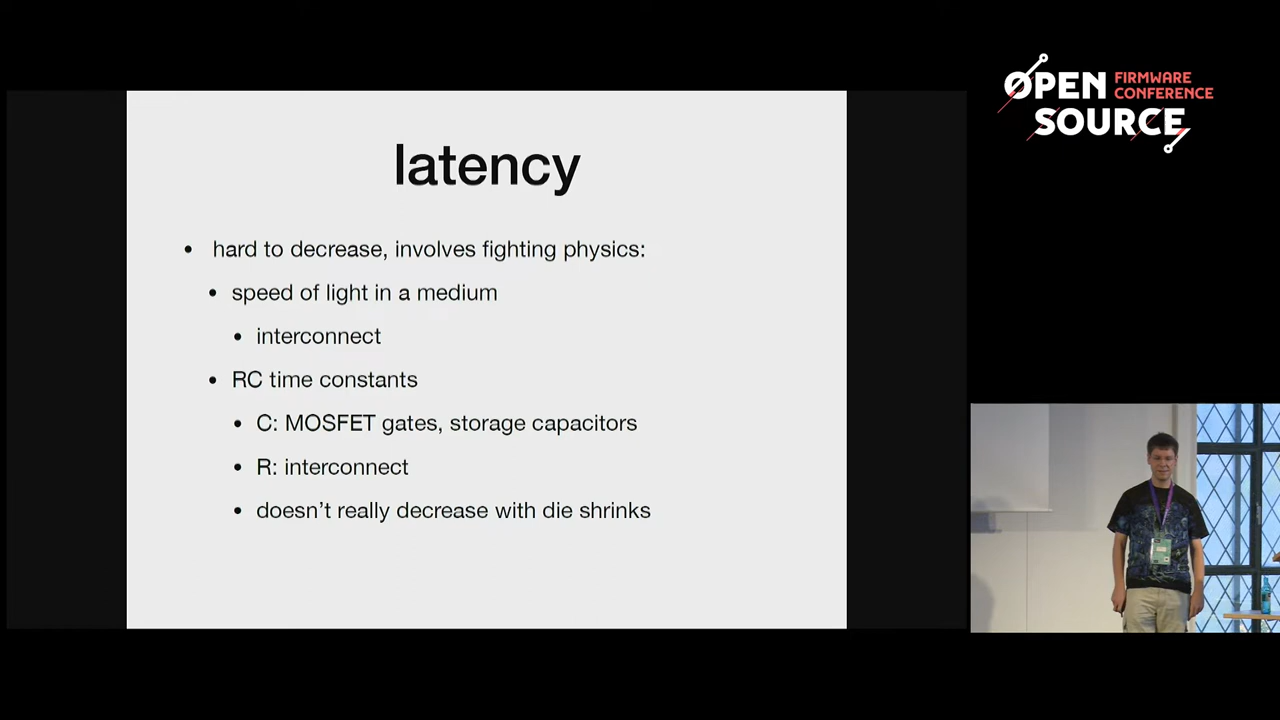 OPEN FIRMWARE
SOURCE CONFERENCE
latency
• hard to decrease, involves fighting physics:
• speed of light in a medium
• interconnect
• RC time constants
• C: MOSFET gates, storage capacitors
• R: interconnect
• doesn’t really decrease with die shrinks